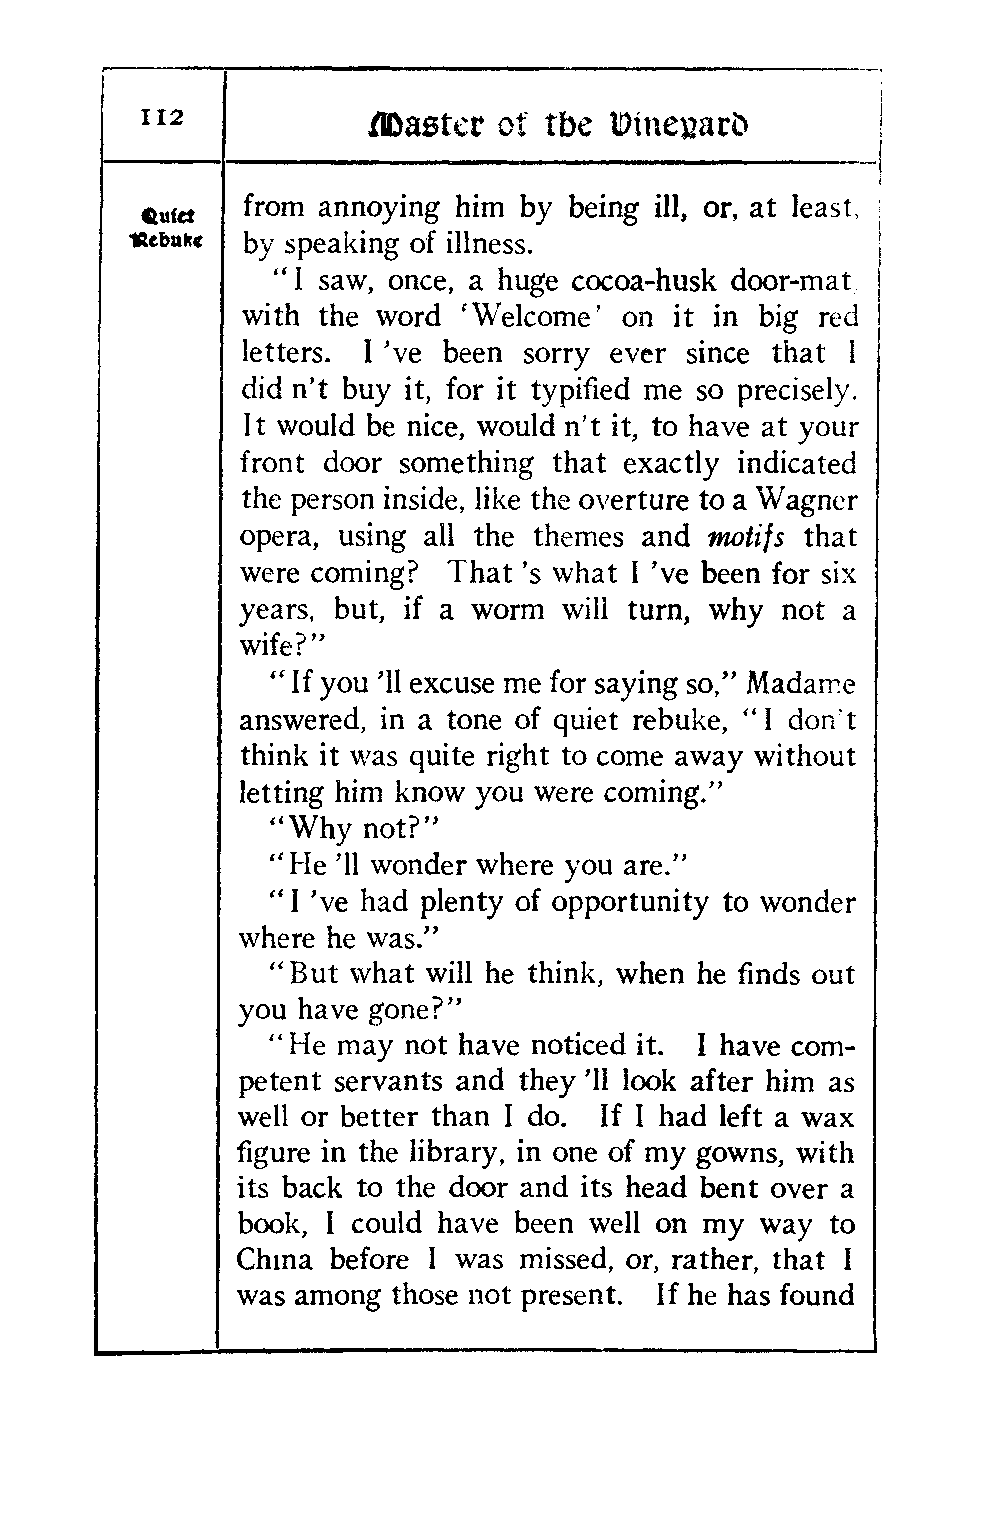 112
Master of the Vineyard
Quiet
Rebuke
from annoying him by being ill, or, at least,
by speaking of illness.
"I saw, once, a huge cocoa-husk door-mat
with the word 'Welcome' on it in big red
letters. I 've been sorry ever since that I
did n't buy it, for it typified me so precisely.
It would be nice, would n't it, to have at your
front door something that exactly indicated
the person inside, like the overture to a Wagner
opera, using all the themes and motifs that
were coming? That 's what I 've been for six
years, but, if a worm will turn, why not a
wife?"
"If you 'll excuse me for saying so," Madame
answered, in a tone of quiet rebuke, "I don't
think it was quite right to come away without
letting him know you were coming."
"Why not?"
"He 'll wonder where you are."
"I 've had plenty of opportunity to wonder
where he was."
"But what will he think, when he finds out
you have gone?"
"He may not have noticed it. I have com-
petent servants and they 'll look after him as
well or better than I do. If I had left a wax
figure in the library, in one of my gowns, with
its back to the door and its head bent over a
book, I could have been well on my way to
China before I was missed, or, rather, that I
was among those not present. If he has found